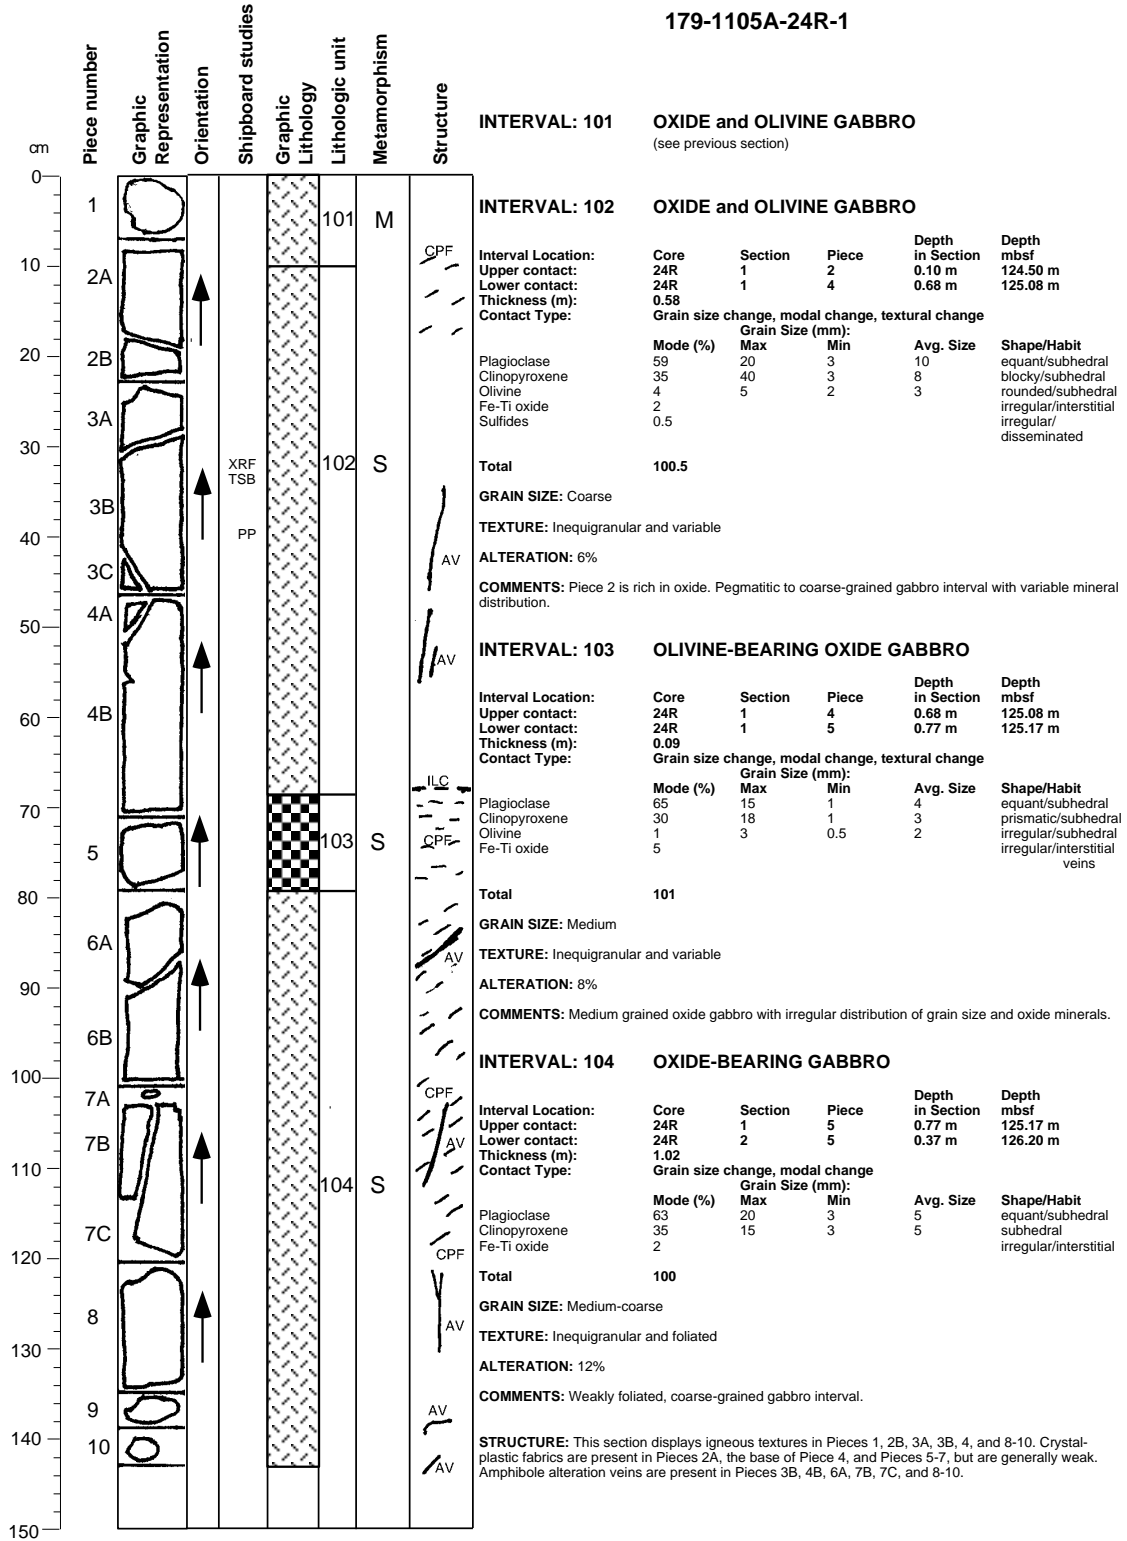 179-1105A-24R-1
cm
Piece number
Graphic Representation
Orientation
Shipboard studies
Graphic Lithology
Lithologic unit
Metamorphism
Structure
0
10
20
30
40
50
60
70
80
90
100
110
120
130
140
150
1
2A
2B
3A
3B
3C
4A
4B
5
6A
6B
7A
7B
7C
8
9
10
XRF
TSB
PP
101
102
103
104
M
S
S
S
CPF
AV
AV
ILC
CPF
AV
CPF
AV
CPF
AV
AV
AV
INTERVAL: 101 OXIDE and OLIVINE GABBRO
(see previous section)
INTERVAL: 102 OXIDE and OLIVINE GABBRO
Depth Depth
Interval Location: Core Section Piece in Section mbsf
Upper contact: 24R 1 2 0.10 m 124.50 m
Lower contact: 24R 1 4 0.68 m 125.08 m
Thickness (m): 0.58
Contact Type: Grain size change, modal change, textural change
Grain Size (mm):
Mode (%) Max Min Avg. Size Shape/Habit
Plagioclase 59 20 3 10 equant/subhedral
Clinopyroxene 35 40 3 8 blocky/subhedral
Olivine 4 5 2 3 rounded/subhedral
Fe-Ti oxide 2 irregular/interstitial
Sulfides 0.5 irregular/
disseminated
Total 100.5
GRAIN SIZE: Coarse
TEXTURE: Inequigranular and variable
ALTERATION: 6%
COMMENTS: Piece 2 is rich in oxide. Pegmatitic to coarse-grained gabbro interval with variable mineral
distribution.
INTERVAL: 103 OLIVINE-BEARING OXIDE GABBRO
Depth Depth
Interval Location: Core Section Piece in Section mbsf
Upper contact: 24R 1 4 0.68 m 125.08 m
Lower contact: 24R 1 5 0.77 m 125.17 m
Thickness (m): 0.09
Contact Type: Grain size change, modal change, textural change
Grain Size (mm):
Mode (%) Max Min Avg. Size Shape/Habit
Plagioclase 65 15 1 4 equant/subhedral
Clinopyroxene 30 18 1 3 prismatic/subhedral
Olivine 1 3 0.5 2 irregular/subhedral
Fe-Ti oxide 5 irregular/interstitial
veins
Total 101
GRAIN SIZE: Medium
TEXTURE: Inequigranular and variable
ALTERATION: 8%
COMMENTS: Medium grained oxide gabbro with irregular distribution of grain size and oxide minerals.
INTERVAL: 104 OXIDE-BEARING GABBRO
Depth Depth
Interval Location: Core Section Piece in Section mbsf
Upper contact: 24R 1 5 0.77 m 125.17 m
Lower contact: 24R 2 5 0.37 m 126.20 m
Thickness (m): 1.02
Contact Type: Grain size change, modal change
Grain Size (mm):
Mode (%) Max Min Avg. Size Shape/Habit
Plagioclase 63 20 3 5 equant/subhedral
Clinopyroxene 35 15 3 5 subhedral
Fe-Ti oxide 2 irregular/interstitial
Total 100
GRAIN SIZE: Medium-coarse
TEXTURE: Inequigranular and foliated
ALTERATION: 12%
COMMENTS: Weakly foliated, coarse-grained gabbro interval.
STRUCTURE: This section displays igneous textures in Pieces 1, 2B, 3A, 3B, 4, and 8-10. Crystal-
plastic fabrics are present in Pieces 2A, the base of Piece 4, and Pieces 5-7, but are generally weak.
Amphibole alteration veins are present in Pieces 3B, 4B, 6A, 7B, 7C, and 8-10.